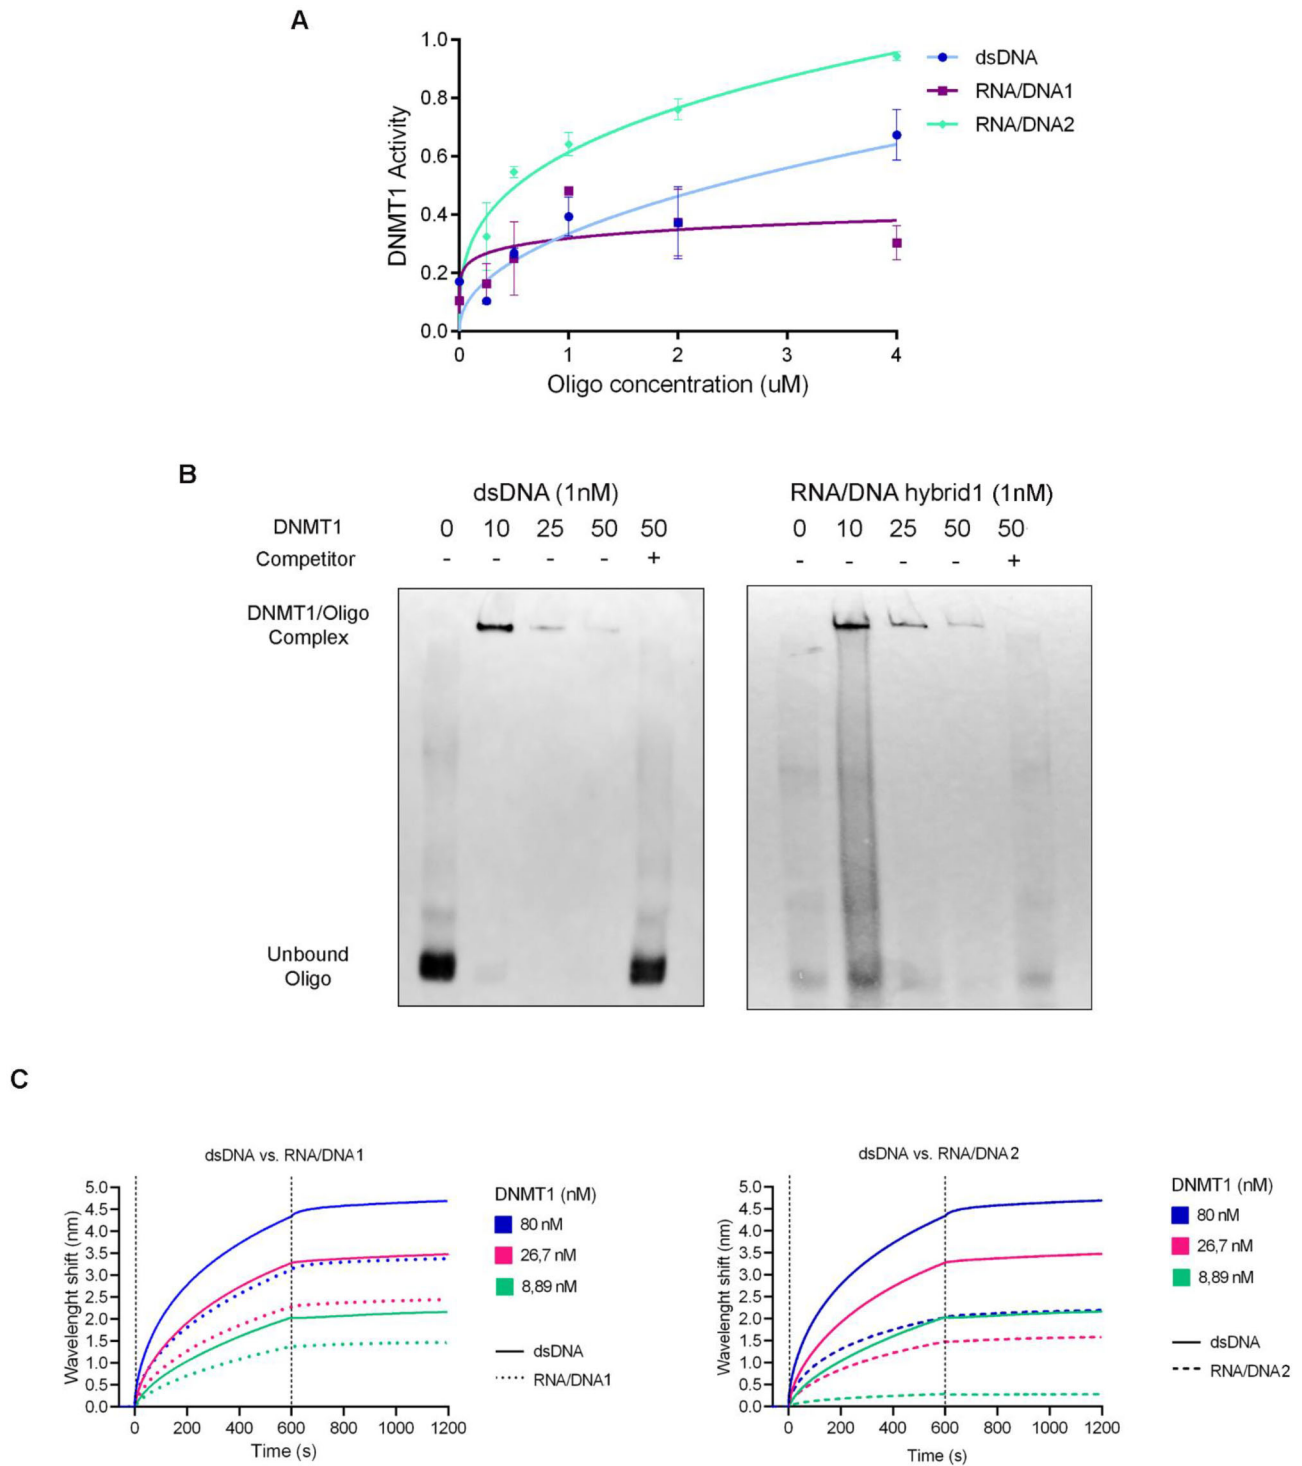 A
1.0
0.8
0.6
0.4
0.2
0.0
DNMT1 Activity
0 1 2 3 4
Oligo concentration (uM)
dsDNA
RNA/DNA1
RNA/DNA2
B
dsDNA (1nM)
DNMT1 0 10 25 50 50
Competitor - - - - +
DNMT1/Oligo
Complex
Unbound
Oligo
RNA/DNA hybrid1 (1nM)
0 10 25 50 50
- - - - +
C
dsDNA vs. RNA/DNA1
5.0
4.5
4.0
3.5
3.0
2.5
2.0
1.5
1.0
0.5
0.0
Wavelenght shift (nm)
0 200 400 600 800 1000 1200
Time (s)
DNMT1 (nM)
80 nM
26,7 nM
8,89 nM
dsDNA
RNA/DNA1
dsDNA vs. RNA/DNA2
5.0
4.5
4.0
3.5
3.0
2.5
2.0
1.5
1.0
0.5
0.0
Wavelenght shift (nm)
0 200 400 600 800 1000 1200
Time (s)
DNMT1 (nM)
80 nM
26,7 nM
8,89 nM
dsDNA
RNA/DNA2